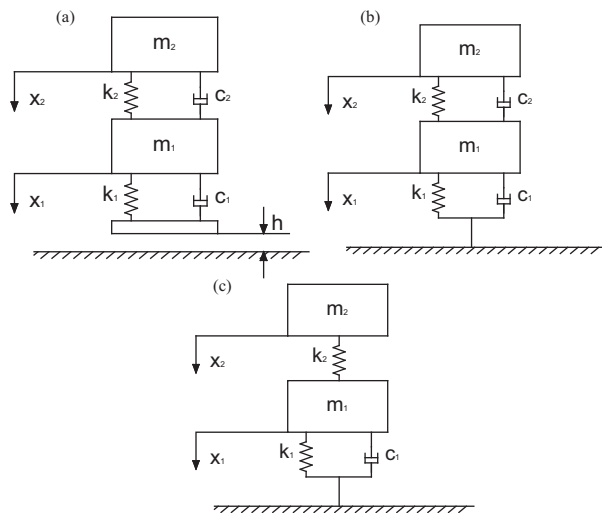 (a)
m₂
x₂
k₂
c₂
m₁
x₁
k₁
c₁
h
(b)
m₂
x₂
k₂
c₂
m₁
x₁
k₁
c₁
(c)
m₂
x₂
k₂
m₁
x₁
k₁
c₁